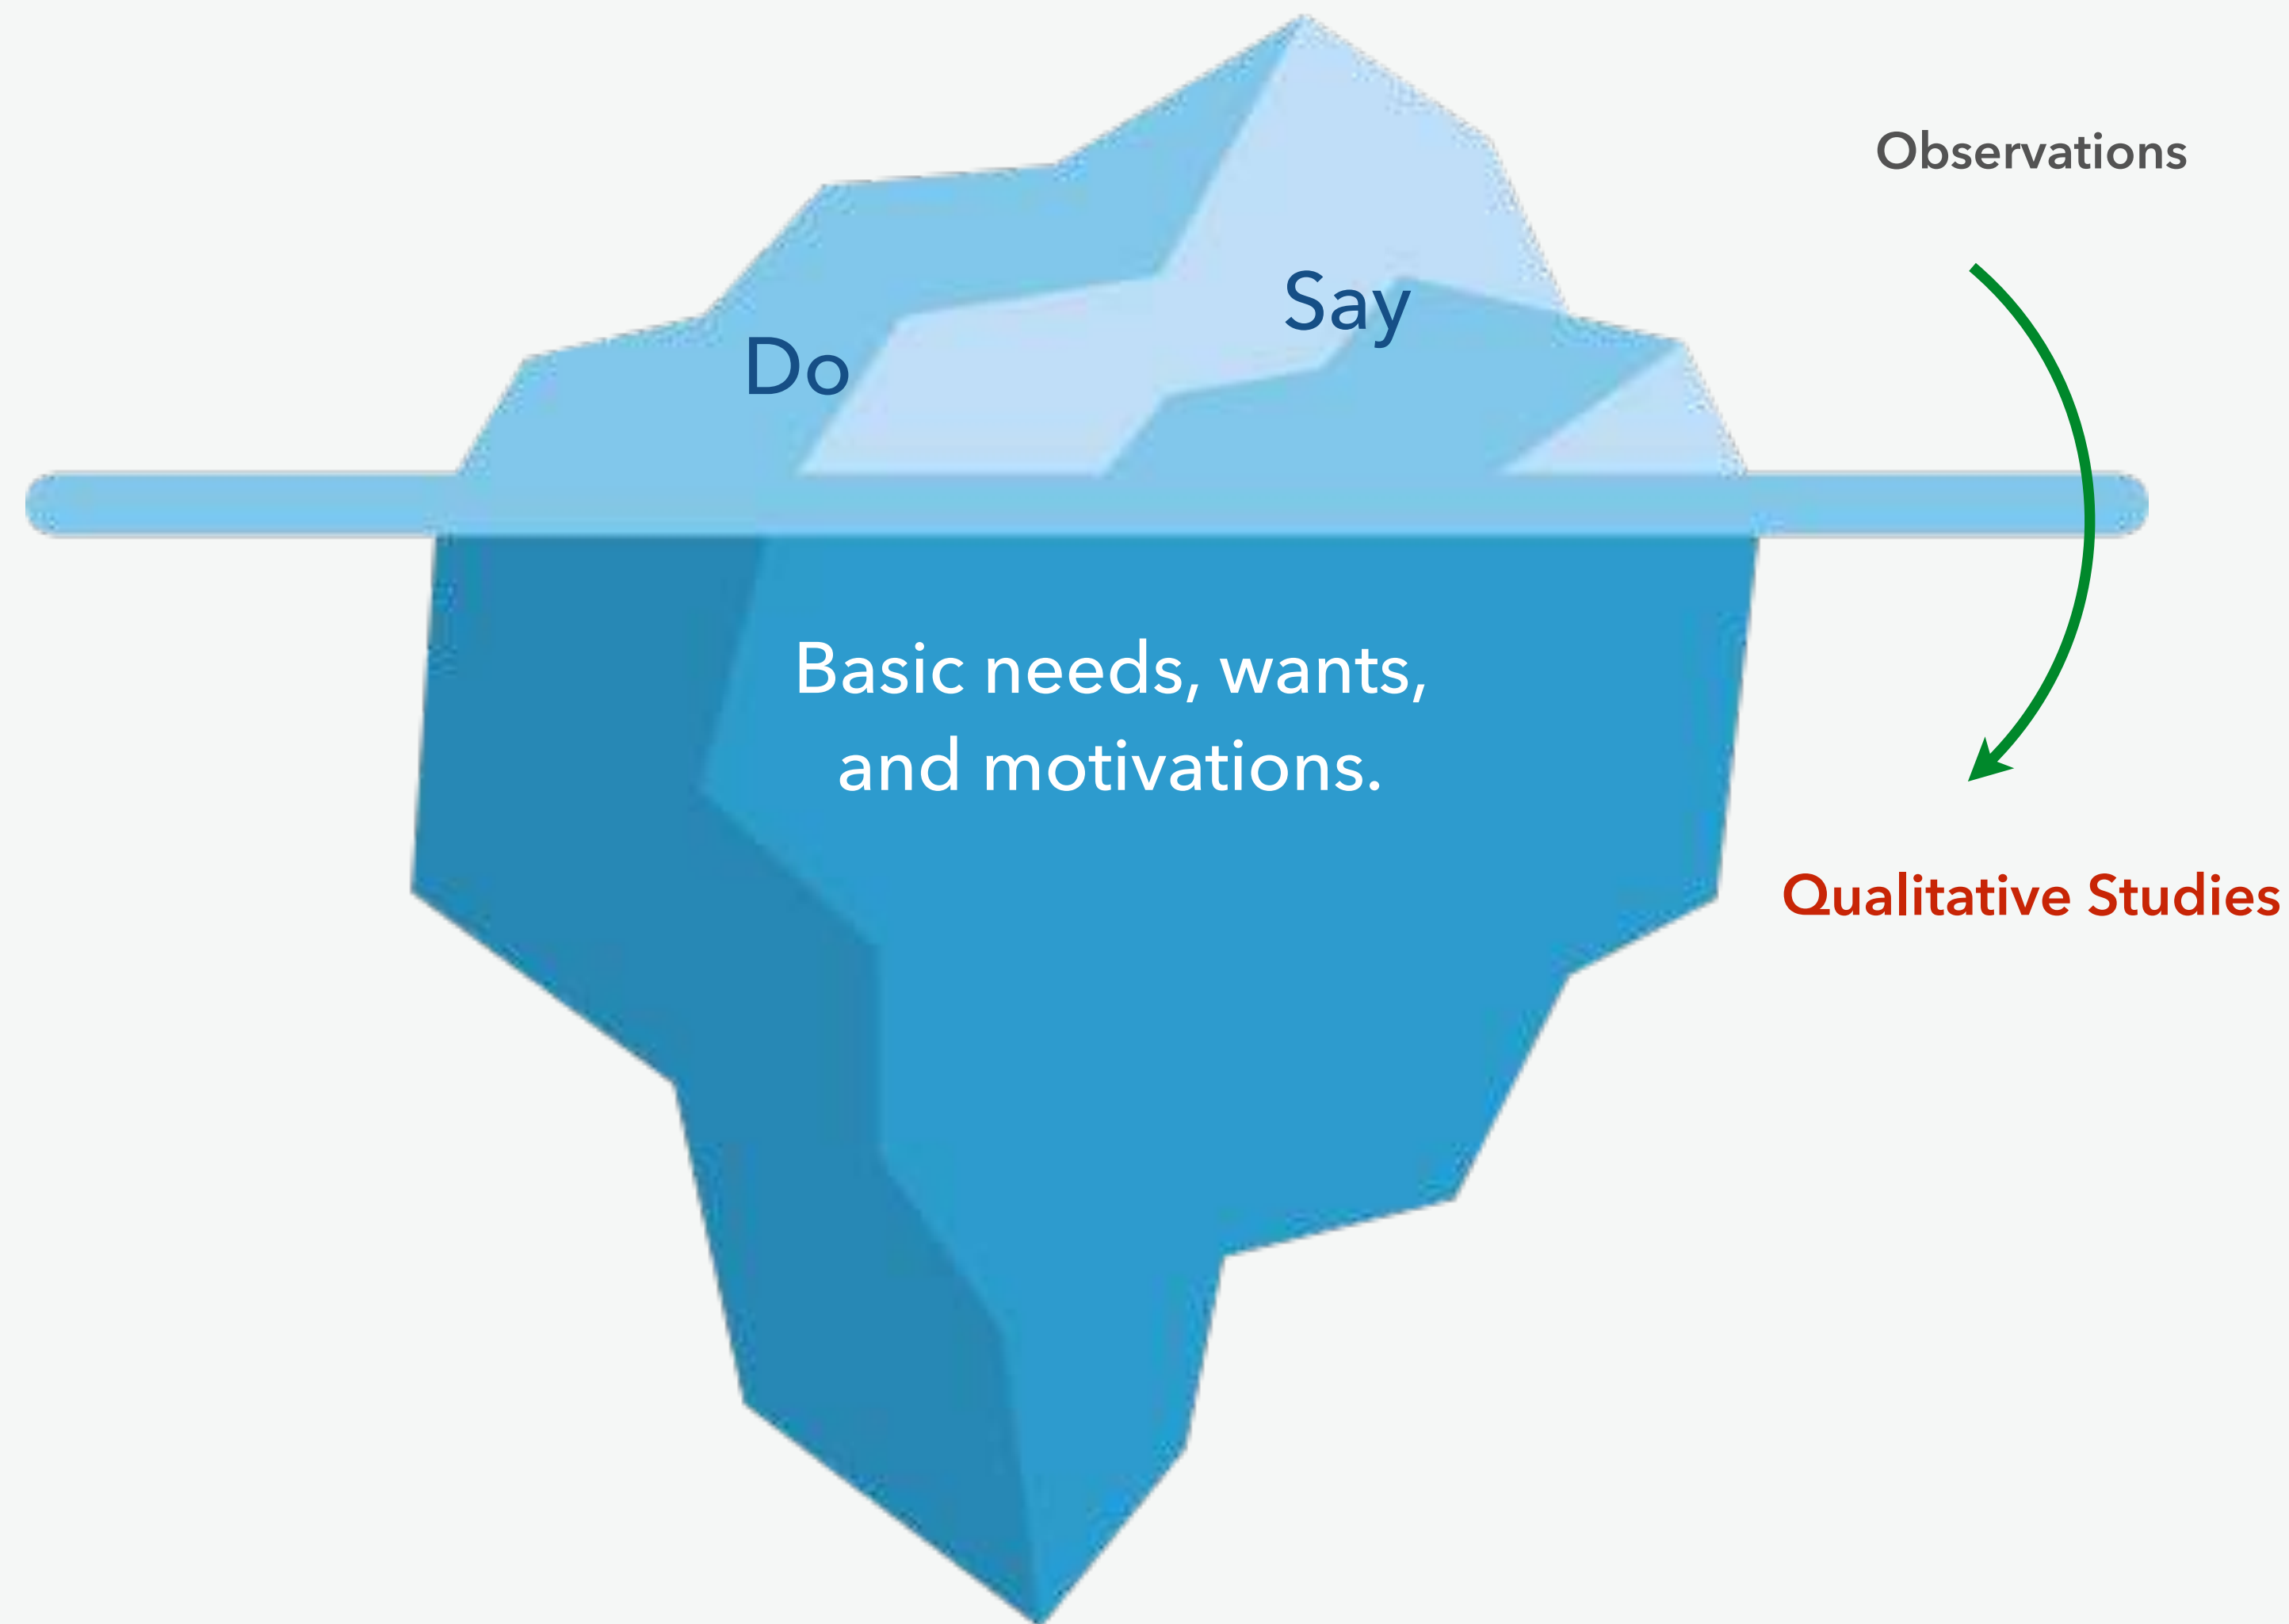 Observations
Say
Do
Basic needs, wants,
and motivations.
Qualitative Studies